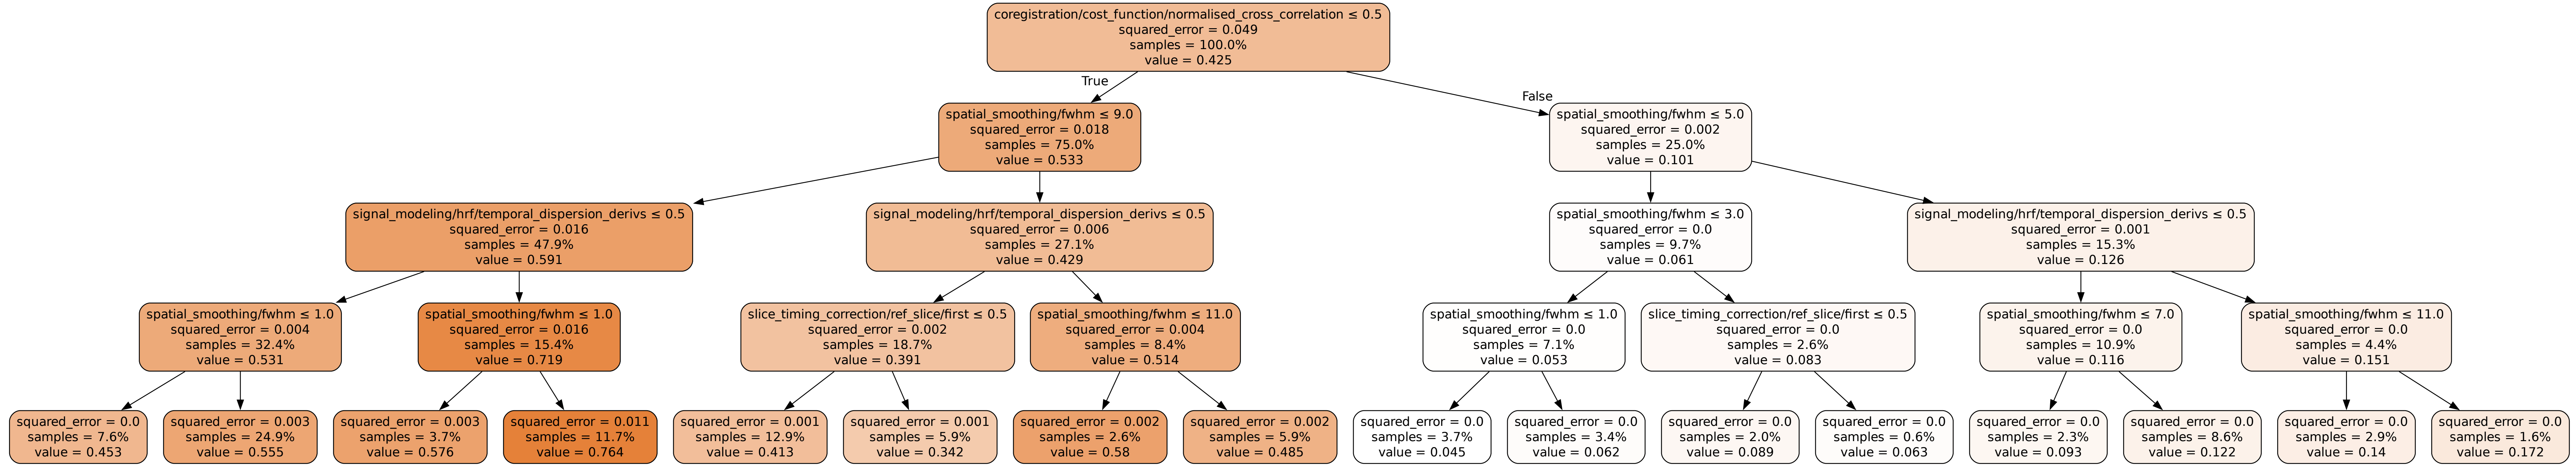 coregistration/cost_function/normalised_cross_correlation ≤ 0.5
squared_error = 0.049
samples = 100.0%
value = 0.425
True
False
spatial_smoothing/fwhm ≤ 9.0
squared_error = 0.018
samples = 75.0%
value = 0.533
spatial_smoothing/fwhm ≤ 5.0
squared_error = 0.002
samples = 25.0%
value = 0.101
signal_modeling/hrf/temporal_dispersion_derivs ≤ 0.5
squared_error = 0.016
samples = 47.9%
value = 0.591
signal_modeling/hrf/temporal_dispersion_derivs ≤ 0.5
squared_error = 0.006
samples = 27.1%
value = 0.429
spatial_smoothing/fwhm ≤ 3.0
squared_error = 0.0
samples = 9.7%
value = 0.061
signal_modeling/hrf/temporal_dispersion_derivs ≤ 0.5
squared_error = 0.001
samples = 15.3%
value = 0.126
spatial_smoothing/fwhm ≤ 1.0
squared_error = 0.004
samples = 32.4%
value = 0.531
spatial_smoothing/fwhm ≤ 1.0
squared_error = 0.016
samples = 15.4%
value = 0.719
slice_timing_correction/ref_slice/first ≤ 0.5
squared_error = 0.002
samples = 18.7%
value = 0.391
spatial_smoothing/fwhm ≤ 11.0
squared_error = 0.004
samples = 8.4%
value = 0.514
spatial_smoothing/fwhm ≤ 1.0
squared_error = 0.0
samples = 7.1%
value = 0.053
slice_timing_correction/ref_slice/first ≤ 0.5
squared_error = 0.0
samples = 2.6%
value = 0.083
spatial_smoothing/fwhm ≤ 7.0
squared_error = 0.0
samples = 10.9%
value = 0.116
spatial_smoothing/fwhm ≤ 11.0
squared_error = 0.0
samples = 4.4%
value = 0.151
squared_error = 0.0
samples = 7.6%
value = 0.453
squared_error = 0.003
samples = 24.9%
value = 0.555
squared_error = 0.003
samples = 3.7%
value = 0.576
squared_error = 0.011
samples = 11.7%
value = 0.764
squared_error = 0.001
samples = 12.9%
value = 0.413
squared_error = 0.001
samples = 5.9%
value = 0.342
squared_error = 0.002
samples = 2.6%
value = 0.58
squared_error = 0.002
samples = 5.9%
value = 0.485
squared_error = 0.0
samples = 3.7%
value = 0.045
squared_error = 0.0
samples = 3.4%
value = 0.062
squared_error = 0.0
samples = 2.0%
value = 0.089
squared_error = 0.0
samples = 0.6%
value = 0.063
squared_error = 0.0
samples = 2.3%
value = 0.093
squared_error = 0.0
samples = 8.6%
value = 0.122
squared_error = 0.0
samples = 2.9%
value = 0.14
squared_error = 0.0
samples = 1.6%
value = 0.172